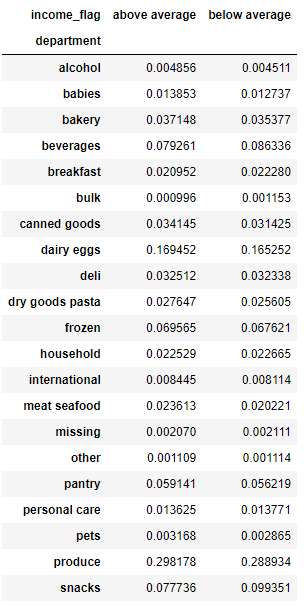 income_flag above average below average
department
alcohol 0.004856 0.004511
babies 0.013853 0.012737
bakery 0.037148 0.035377
beverages 0.079261 0.086336
breakfast 0.020952 0.022280
bulk 0.000996 0.001153
canned goods 0.034145 0.031425
dairy eggs 0.169452 0.165252
deli 0.032512 0.032338
dry goods pasta 0.027647 0.025605
frozen 0.069565 0.067621
household 0.022529 0.022665
international 0.008445 0.008114
meat seafood 0.023613 0.020221
missing 0.002070 0.002111
other 0.001109 0.001114
pantry 0.059141 0.056219
personal care 0.013625 0.013771
pets 0.003168 0.002865
produce 0.298178 0.288934
snacks 0.077736 0.099351